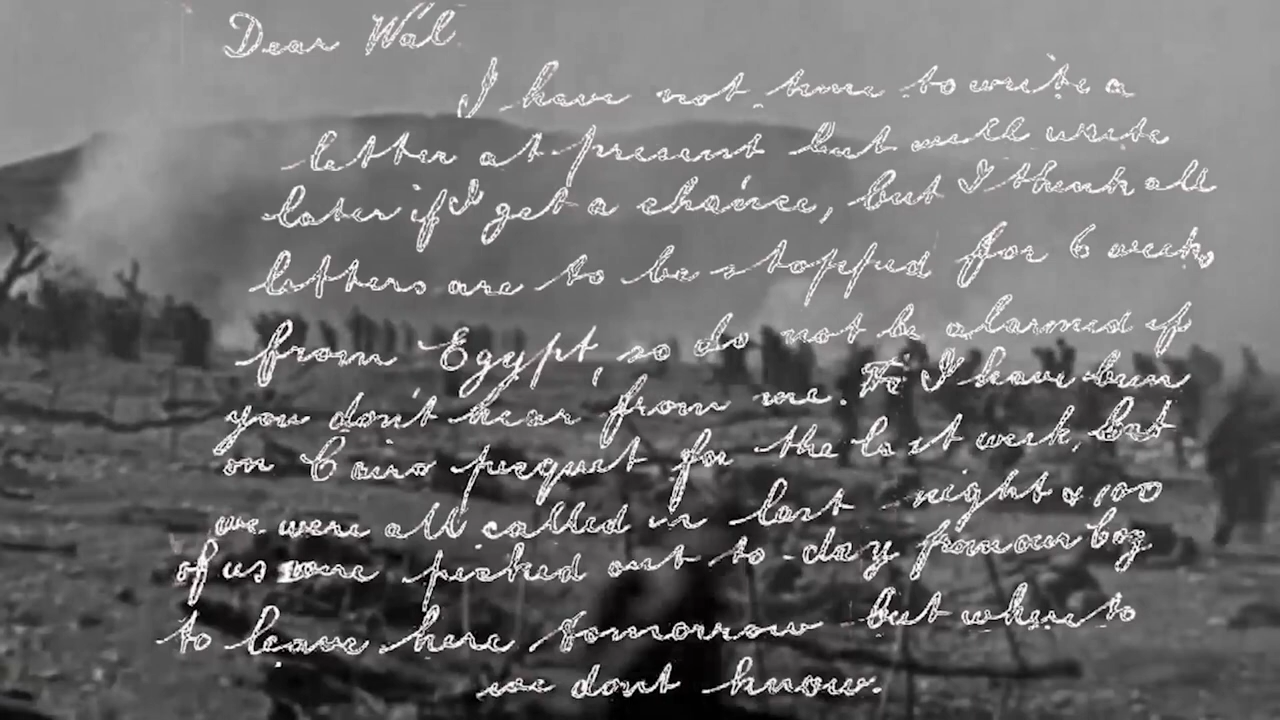 Dear Wal
I have not time to write a
letter at present but will write
later if I get a chance, but I think all
letters are to be stopped for 6 weeks
from Egypt, so do not be alarmed if
you don't hear from me. I have been
on Cairo picquet for the last week, but
we were all called in last night & 100
of us were picked out to-day from our Coy
to leave here tomorrow but where to
we dont know.